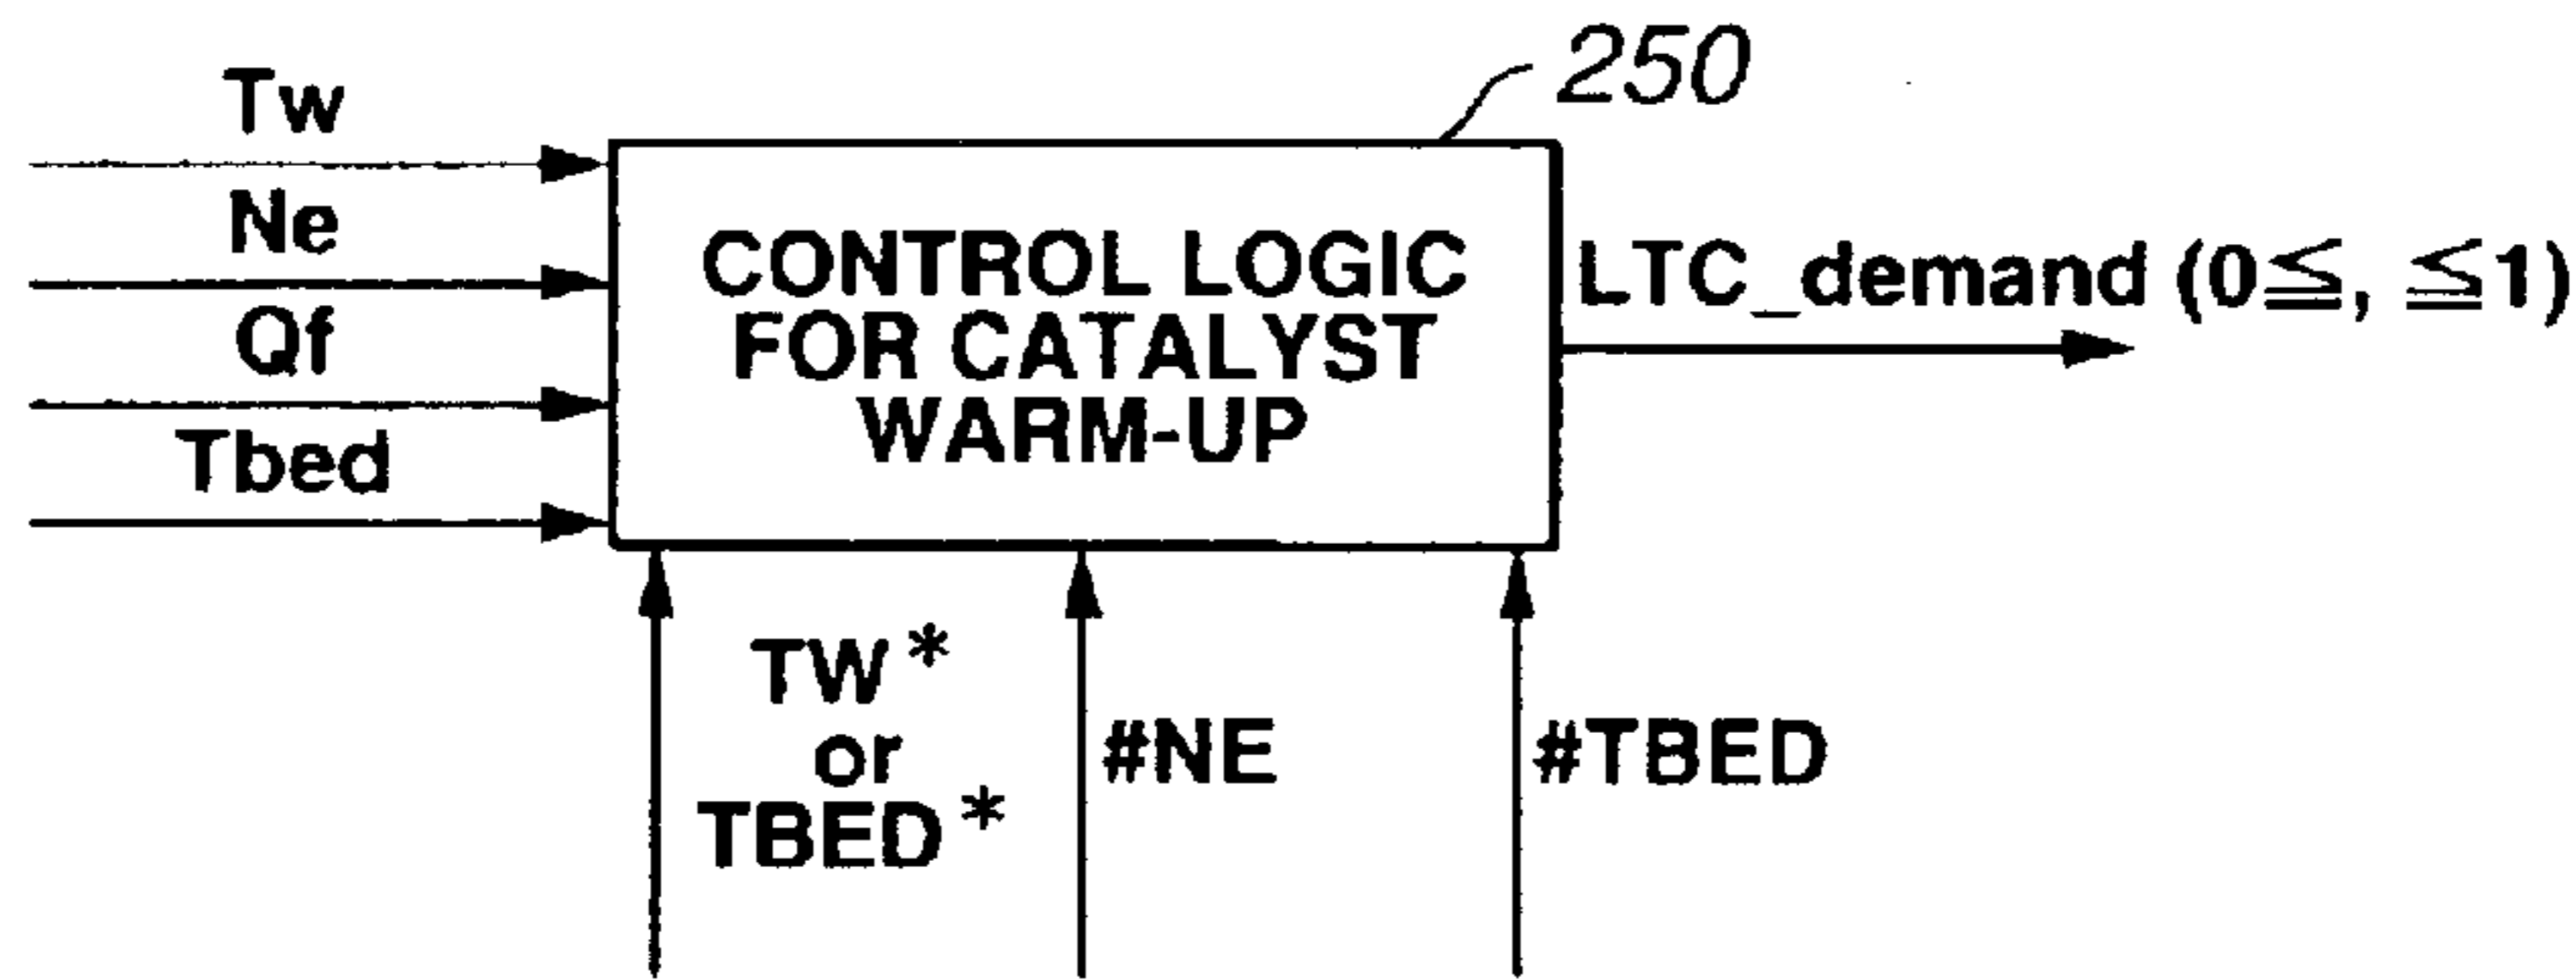 250
Tw
Ne
Qf
Tbed
CONTROL LOGIC
FOR CATALYST
WARM-UP
LTC_demand (0≦, ≦1)
TW*
or
TBED*
#NE
#TBED